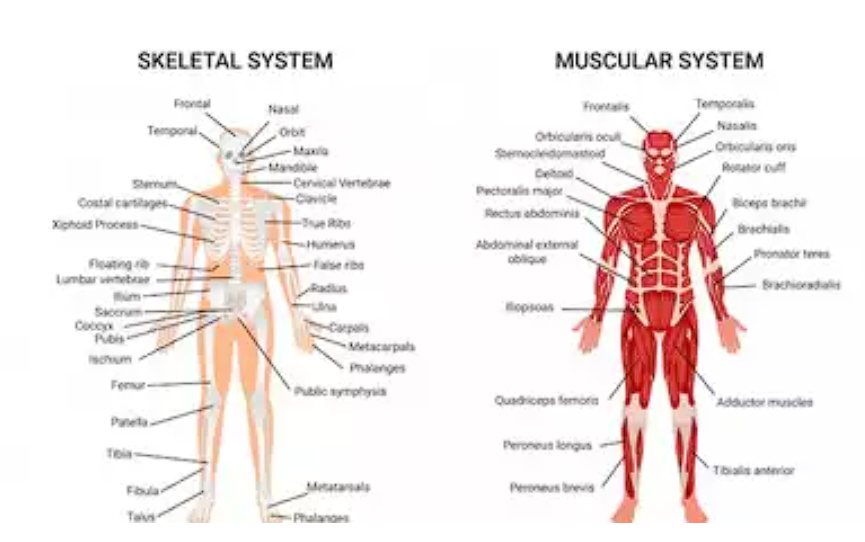 SKELETAL SYSTEM
Frontal
Nasal
Temporal
Orbit
Maxila
Mandible
Sternum
Cervical Vertebrae
Costal cartilages
Clavicle
Xiphoid Process
True Ribs
Humerus
Floating rib
False ribs
Lumbar vertebrae
Ilium
Radius
Saccrum
Ulna
Coccyx
Carpals
Pubis
Metacarpals
Ischium
Phalanges
Femur
Public symphysis
Patella
Tibia
Fibula
Metatarsals
Talus
Phalanges
MUSCULAR SYSTEM
Frontalis
Temporalis
Nasalis
Orbicularis oculi
Orbicularis oris
Sternocleidomastoid
Rotator cuff
Deltoid
Pectoralis major
Biceps brachii
Rectus abdominis
Brachialis
Abdominal external
oblique
Pronator teres
Brachioradialis
Iliopsoas
Quadriceps femoris
Adductor muscles
Peroneus longus
Tibialis anterior
Peroneus brevis